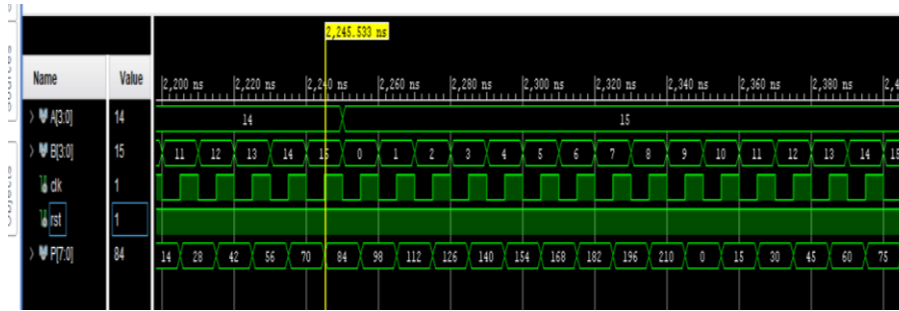 2,245.533 ns
Name Value
2,200 ns 2,220 ns 2,240 ns 2,260 ns 2,280 ns 2,300 ns 2,320 ns 2,340 ns 2,360 ns 2,380 ns 2,4
A[3:0] 14 14 15
B[3:0] 15 11 12 13 14 15 0 1 2 3 4 5 6 7 8 9 10 11 12 13 14 15
clk 1
rst 1
P[7:0] 84 14 28 42 56 70 84 98 112 126 140 154 168 182 196 210 0 15 30 45 60 75